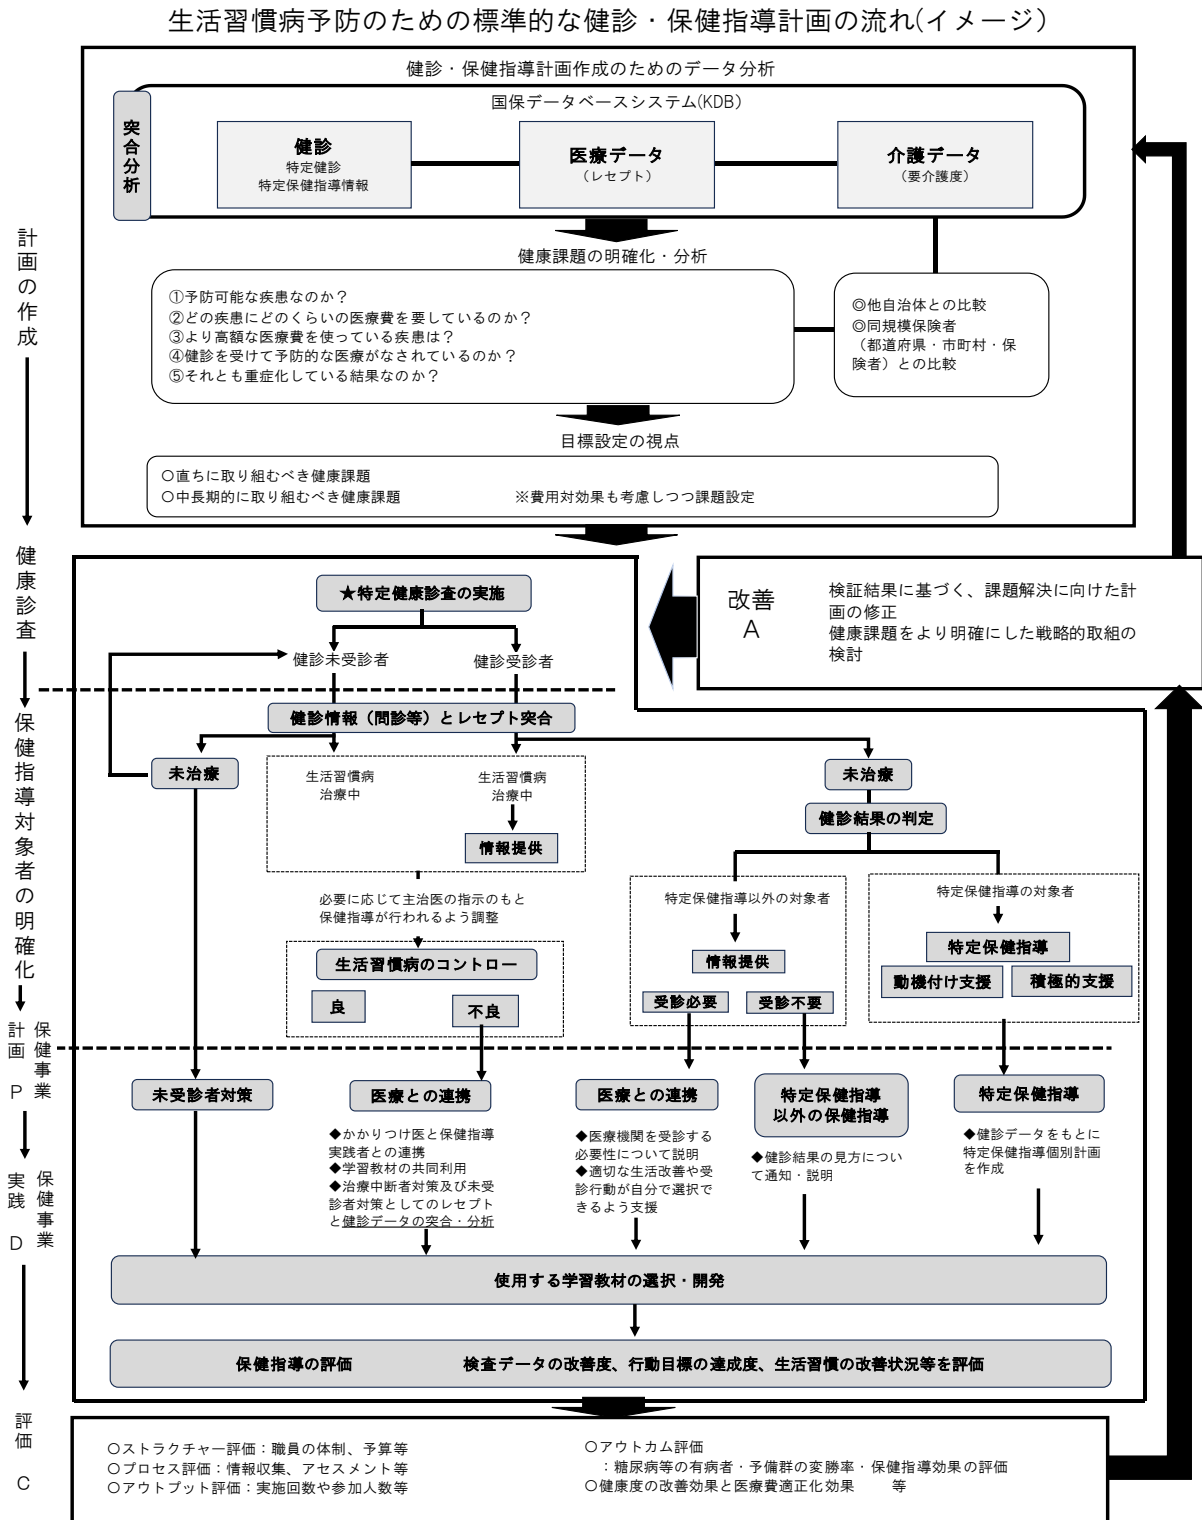 生活習慣病予防のための標準的な健診・保健指導計画の流れ(イメージ)
健診・保健指導計画作成のためのデータ分析
国保データベースシステム(KDB)
突合分析
健診
特定健診
特定保健指導情報
医療データ
（レセプト）
介護データ
（要介護度）
計画の作成
健康課題の明確化・分析
①予防可能な疾患なのか？
②どの疾患にどのくらいの医療費を要しているのか？
③より高額な医療費を使っている疾患は？
④健診を受けて予防的な医療がなされているのか？
⑤それとも重症化している結果なのか？
◎他自治体との比較
◎同規模保険者
（都道府県・市町村・保
険者）との比較
目標設定の視点
○直ちに取り組むべき健康課題
○中長期的に取り組むべき健康課題 ※費用対効果も考慮しつつ課題設定
健康診査
★特定健康診査の実施
健診未受診者
健診受診者
改善
A
検証結果に基づく、課題解決に向けた計
画の修正
健康課題をより明確にした戦略的取組の
検討
保健指導対象者の明確化
健診情報（問診等）とレセプト突合
未治療
生活習慣病
治療中
生活習慣病
治療中
情報提供
未治療
健診結果の判定
必要に応じて主治医の指示のもと
保健指導が行われるよう調整
生活習慣病のコントロー
良
不良
特定保健指導以外の対象者
情報提供
受診必要
受診不要
特定保健指導の対象者
特定保健指導
動機付け支援
積極的支援
保健事業
計画 P
未受診者対策
医療との連携
◆かかりつけ医と保健指導
実践者との連携
◆学習教材の共同利用
◆治療中断者対策及び未受
診者対策としてのレセプト
と健診データの突合・分析
医療との連携
◆医療機関を受診する
必要性について説明
◆適切な生活改善や受
診行動が自分で選択で
きるよう支援
特定保健指導
以外の保健指導
◆健診結果の見方につい
て通知・説明
特定保健指導
◆健診データをもとに
特定保健指導個別計画
を作成
保健事業
実践 D
使用する学習教材の選択・開発
保健指導の評価 検査データの改善度、行動目標の達成度、生活習慣の改善状況等を評価
評価 C
○ストラクチャー評価：職員の体制、予算等
○プロセス評価：情報収集、アセスメント等
○アウトプット評価：実施回数や参加人数等
○アウトカム評価
：糖尿病等の有病者・予備群の変勝率・保健指導効果の評価
○健康度の改善効果と医療費適正化効果 等